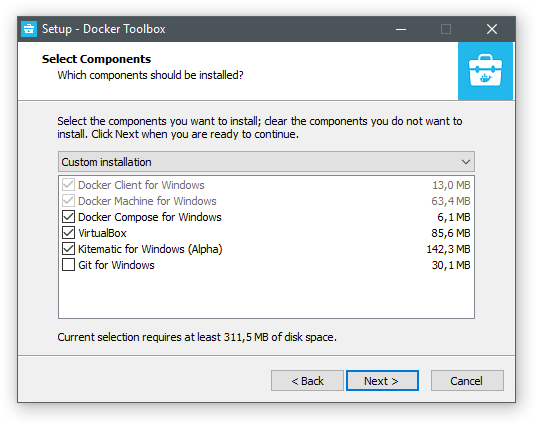 Setup - Docker Toolbox
Select Components
Which components should be installed?
Select the components you want to install; clear the components you do not want to
install. Click Next when you are ready to continue.
Custom installation
Docker Client for Windows 13,0 MB
Docker Machine for Windows 63,4 MB
Docker Compose for Windows 6,1 MB
VirtualBox 85,6 MB
Kitematic for Windows (Alpha) 142,3 MB
Git for Windows 30,1 MB
Current selection requires at least 311,5 MB of disk space.
< Back Next > Cancel